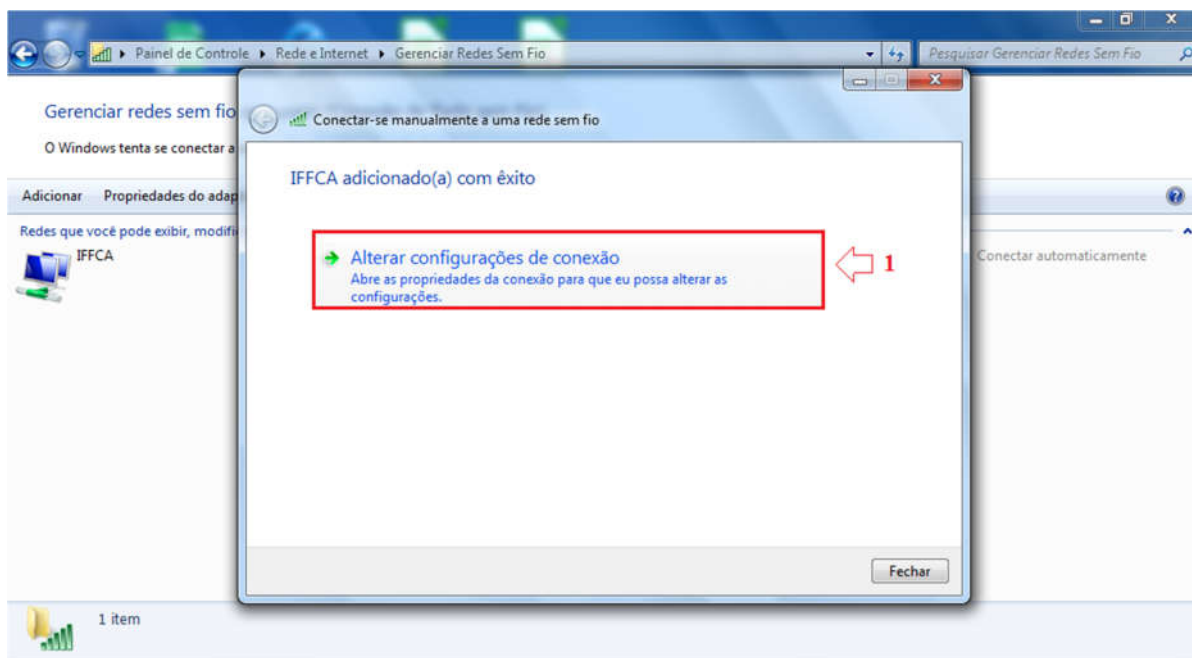 Painel de Controle ▸ Rede e Internet ▸ Gerenciar Redes Sem Fio
Pesquisar Gerenciar Redes Sem Fio
Gerenciar redes sem fio
O Windows tenta se conectar a
Adicionar Propriedades do adap
Redes que você pode exibir, modifi
IFFCA
Conectar automaticamente
Conectar-se manualmente a uma rede sem fio
IFFCA adicionado(a) com êxito
Alterar configurações de conexão
Abre as propriedades da conexão para que eu possa alterar as
configurações.
1
Fechar
1 item